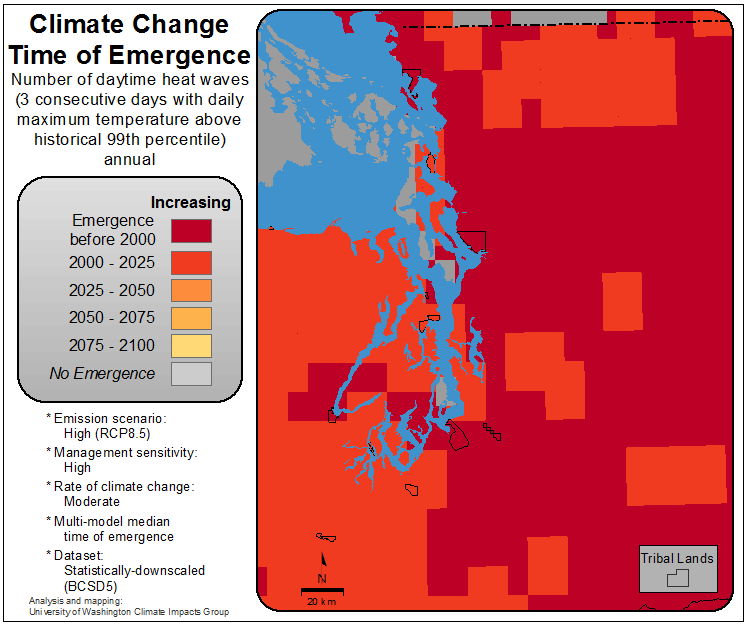 Climate Change
Time of Emergence
Number of daytime heat waves
(3 consecutive days with daily
maximum temperature above
historical 99th percentile)
annual
Increasing
Emergence
before 2000
2000 - 2025
2025 - 2050
2050 - 2075
2075 - 2100
No Emergence
* Emission scenario:
High (RCP8.5)
* Management sensitivity:
High
* Rate of climate change:
Moderate
* Multi-model median
time of emergence
* Dataset:
Statistically-downscaled
(BCSD5)
Analysis and mapping:
University of Washington Climate Impacts Group
N
20 km
Tribal Lands